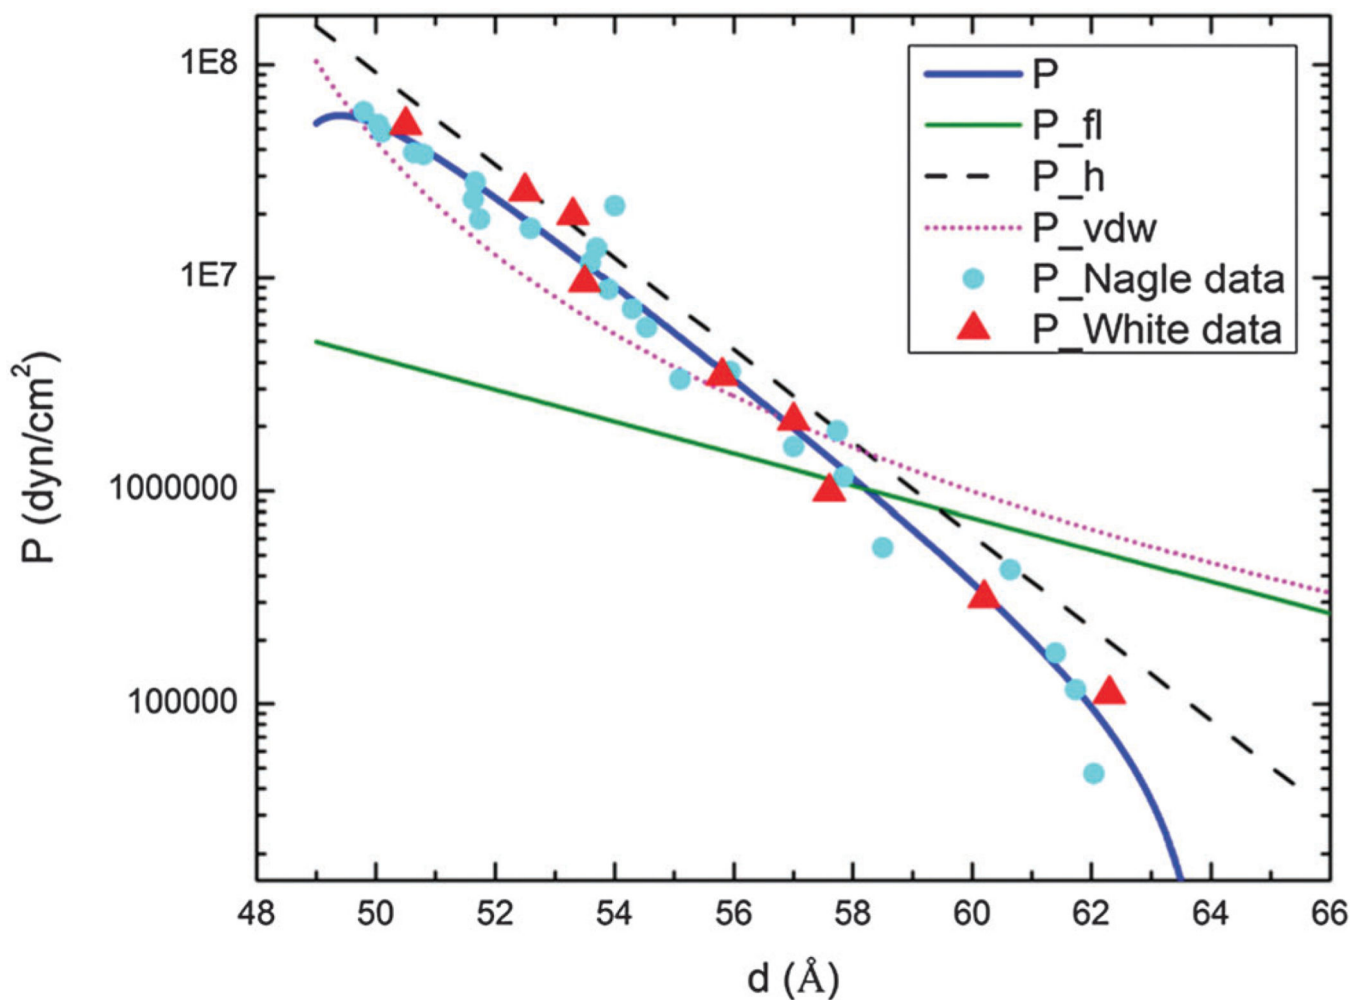 1E8
1E7
1000000
100000
P (dyn/cm²)
P
P_fl
P_h
P_vdw
P_Nagle data
P_White data
48 50 52 54 56 58 60 62 64 66
d (Å)